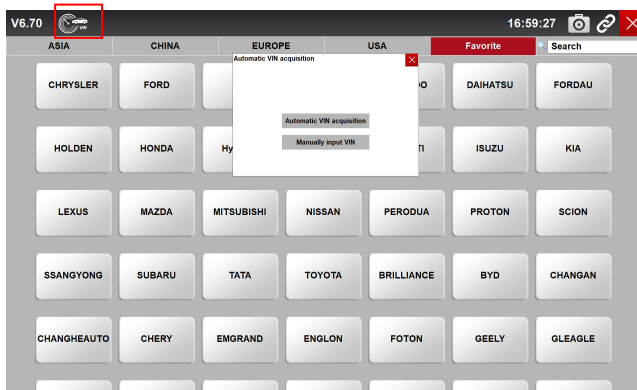 V6.70
VIN
16:59:27
ASIA CHINA EUROPE USA Favorite Search
Automatic VIN acquisition
CHRYSLER FORD DAIHATSU FORDAU
Automatic VIN acquisition
Manually input VIN
HOLDEN HONDA Hy TI ISUZU KIA
LEXUS MAZDA MITSUBISHI NISSAN PERODUA PROTON SCION
SSANGYONG SUBARU TATA TOYOTA BRILLIANCE BYD CHANGAN
CHANGHEAUTO CHERY EMGRAND ENGLON FOTON GEELY GLEAGLE